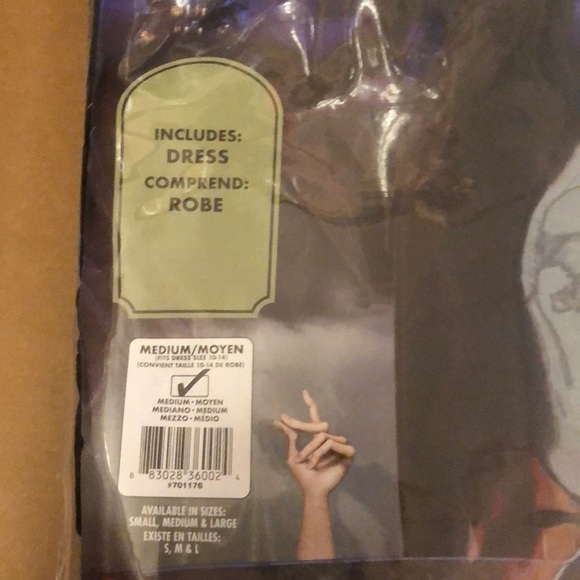 INCLUDES:
DRESS
COMPREND:
ROBE
MEDIUM/MOYEN
(FITS DRESS SIZE 10-14)
(CONVIENT TAILLE 10-14 DE ROBE)
MEDIUM • MOYEN
MEDIANO • MEDIUM
MEZZO • MÉDIO
8 83028 36002 4
#701176
AVAILABLE IN SIZES:
SMALL, MEDIUM & LARGE
EXISTE EN TAILLES:
S, M & L